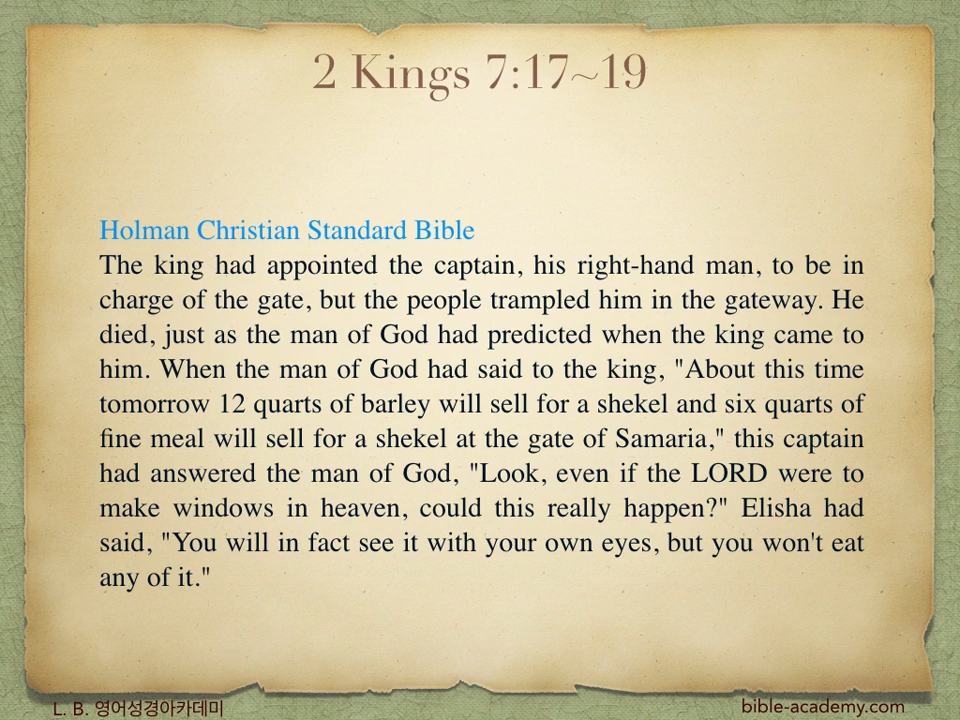 2 Kings 7:17~19
Holman Christian Standard Bible
The king had appointed the captain, his right-hand man, to be in
charge of the gate, but the people trampled him in the gateway. He
died, just as the man of God had predicted when the king came to
him. When the man of God had said to the king, "About this time
tomorrow 12 quarts of barley will sell for a shekel and six quarts of
fine meal will sell for a shekel at the gate of Samaria," this captain
had answered the man of God, "Look, even if the LORD were to
make windows in heaven, could this really happen?" Elisha had
said, "You will in fact see it with your own eyes, but you won't eat
any of it."
L. B. 영어성경아카데미
bible-academy.com